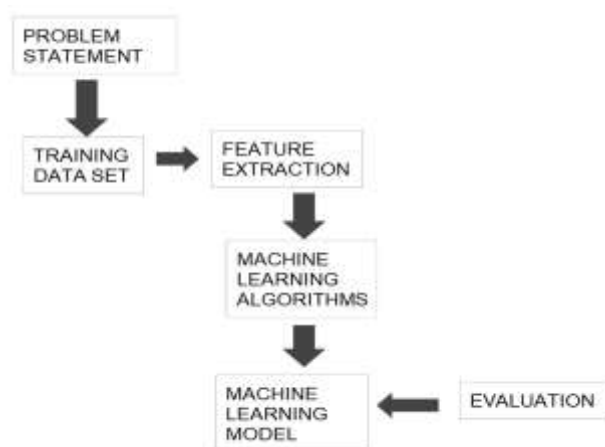 PROBLEM
STATEMENT
TRAINING
DATA SET
FEATURE
EXTRACTION
MACHINE
LEARNING
ALGORITHMS
MACHINE
LEARNING
MODEL
EVALUATION